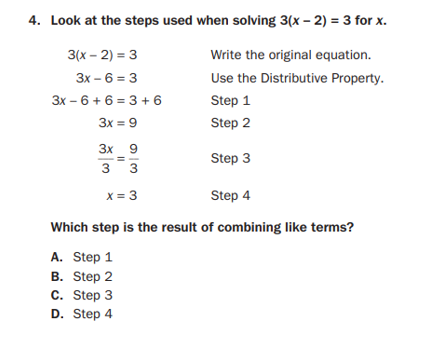 4. Look at the steps used when solving 3(x – 2) = 3 for x.
3(x – 2) = 3 Write the original equation.
3x – 6 = 3 Use the Distributive Property.
3x – 6 + 6 = 3 + 6 Step 1
3x = 9 Step 2
3x/3 = 9/3 Step 3
x = 3 Step 4
Which step is the result of combining like terms?
A. Step 1
B. Step 2
C. Step 3
D. Step 4